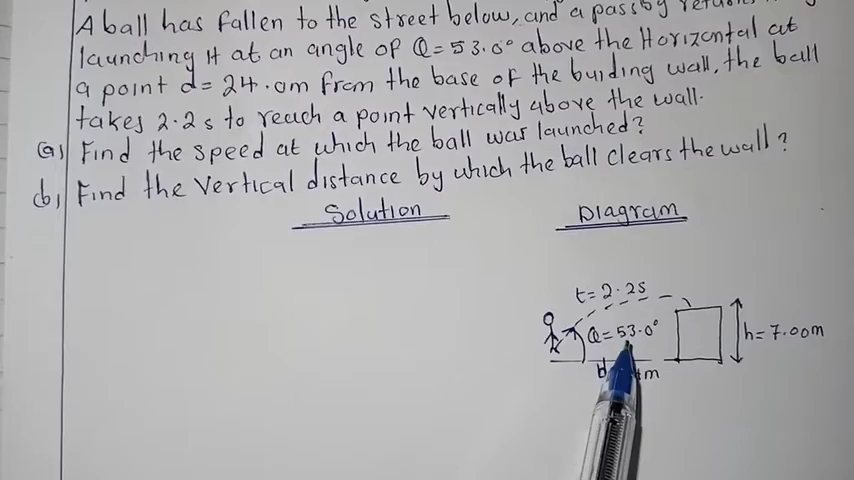 A ball has fallen to the street below, and a passby
launching it at an angle of Q = 53.0° above the Horizontal at
a point d = 24.0m from the base of the building wall, the ball
takes 2.2s to reach a point vertically above the wall.
(a) Find the speed at which the ball was launched?
(b) Find the Vertical distance by which the ball clears the wall?
Solution
Diagram
t = 2.2s
Q = 53.0°
h = 7.00m
d m